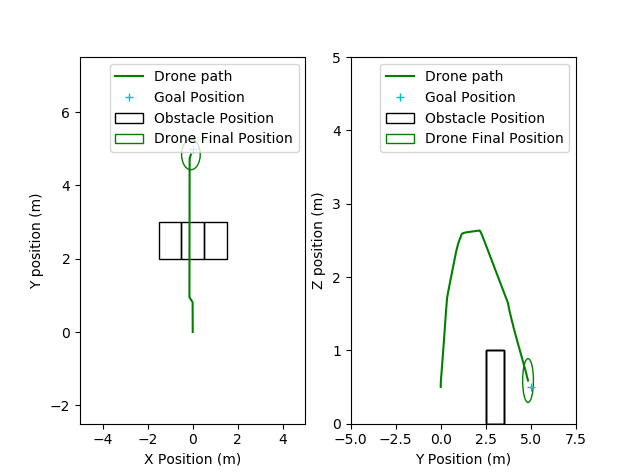 Drone path
Goal Position
Obstacle Position
Drone Final Position
6
4
2
0
−2
−4
−2
0
2
4
X Position (m)
Y position (m)
Drone path
Goal Position
Obstacle Position
Drone Final Position
5
4
3
2
1
0
−5.0
−2.5
0.0
2.5
5.0
7.5
Y Position (m)
Z position (m)